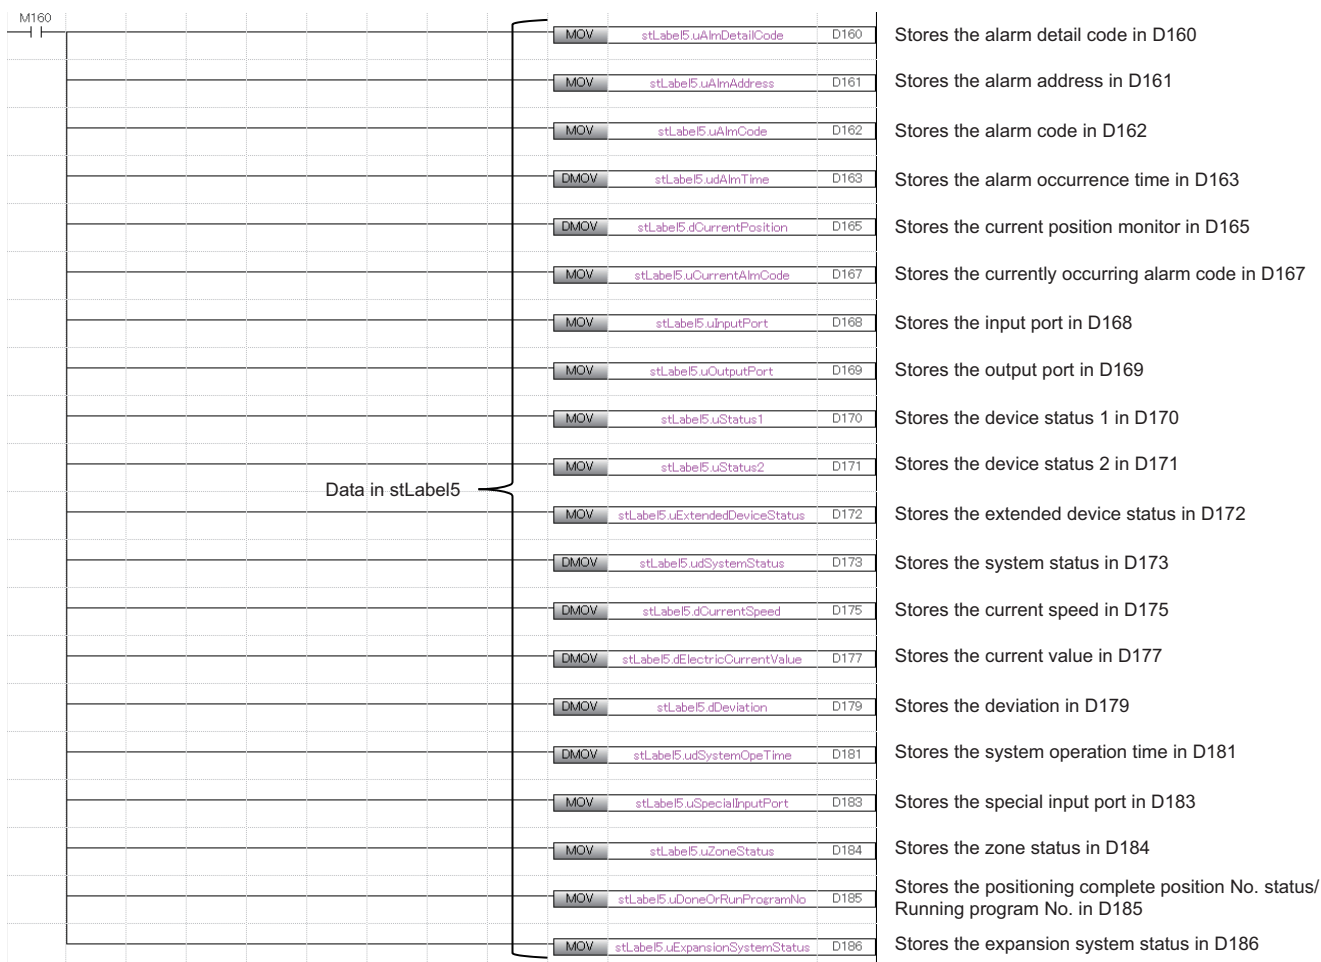 M160
MOV stLabel5.uAlmDetailCode D160 Stores the alarm detail code in D160
MOV stLabel5.uAlmAddress D161 Stores the alarm address in D161
MOV stLabel5.uAlmCode D162 Stores the alarm code in D162
DMOV stLabel5.udAlmTime D163 Stores the alarm occurrence time in D163
DMOV stLabel5.dCurrentPosition D165 Stores the current position monitor in D165
MOV stLabel5.uCurrentAlmCode D167 Stores the currently occurring alarm code in D167
MOV stLabel5.uInputPort D168 Stores the input port in D168
MOV stLabel5.uOutputPort D169 Stores the output port in D169
MOV stLabel5.uStatus1 D170 Stores the device status 1 in D170
MOV stLabel5.uStatus2 D171 Stores the device status 2 in D171
Data in stLabel5
MOV stLabel5.uExtendedDeviceStatus D172 Stores the extended device status in D172
DMOV stLabel5.udSystemStatus D173 Stores the system status in D173
DMOV stLabel5.dCurrentSpeed D175 Stores the current speed in D175
DMOV stLabel5.dElectricCurrentValue D177 Stores the current value in D177
DMOV stLabel5.dDeviation D179 Stores the deviation in D179
DMOV stLabel5.udSystemOpeTime D181 Stores the system operation time in D181
MOV stLabel5.uSpecialInputPort D183 Stores the special input port in D183
MOV stLabel5.uZoneStatus D184 Stores the zone status in D184
MOV stLabel5.uDoneOrRunProgramNo D185 Stores the positioning complete position No. status/
Running program No. in D185
MOV stLabel5.uExpansionSystemStatus D186 Stores the expansion system status in D186